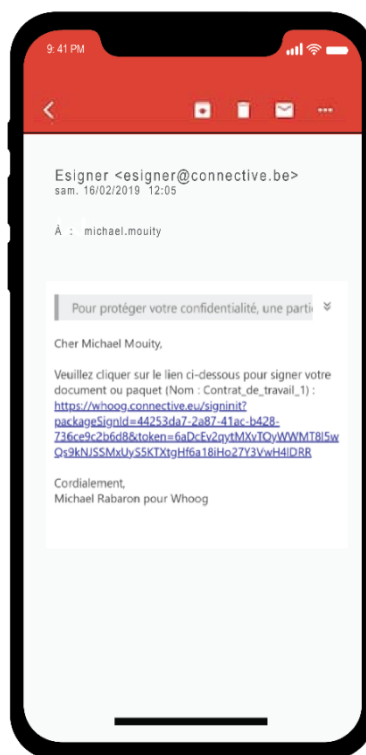 9:41 PM
Esigner <esigner@connective.be>
sam. 16/02/2019 12:05
À : michael.mouity
Pour protéger votre confidentialité, une parti
Cher Michael Mouity,
Veuillez cliquer sur le lien ci-dessous pour signer votre
document ou paquet (Nom : Contrat_de_travail_1) :
https://whoog.connective.eu/signinit?
packageSignId=44253da7-2a87-41ac-b428-
736ce9c2b6d8&token=6aDcEv2qytMXvTQyWWMT8l5w
Qs9kNJSSMxUyS5KTXtgHf6a18iHo27Y3VwH4lDRR
Cordialement,
Michael Rabaron pour Whoog